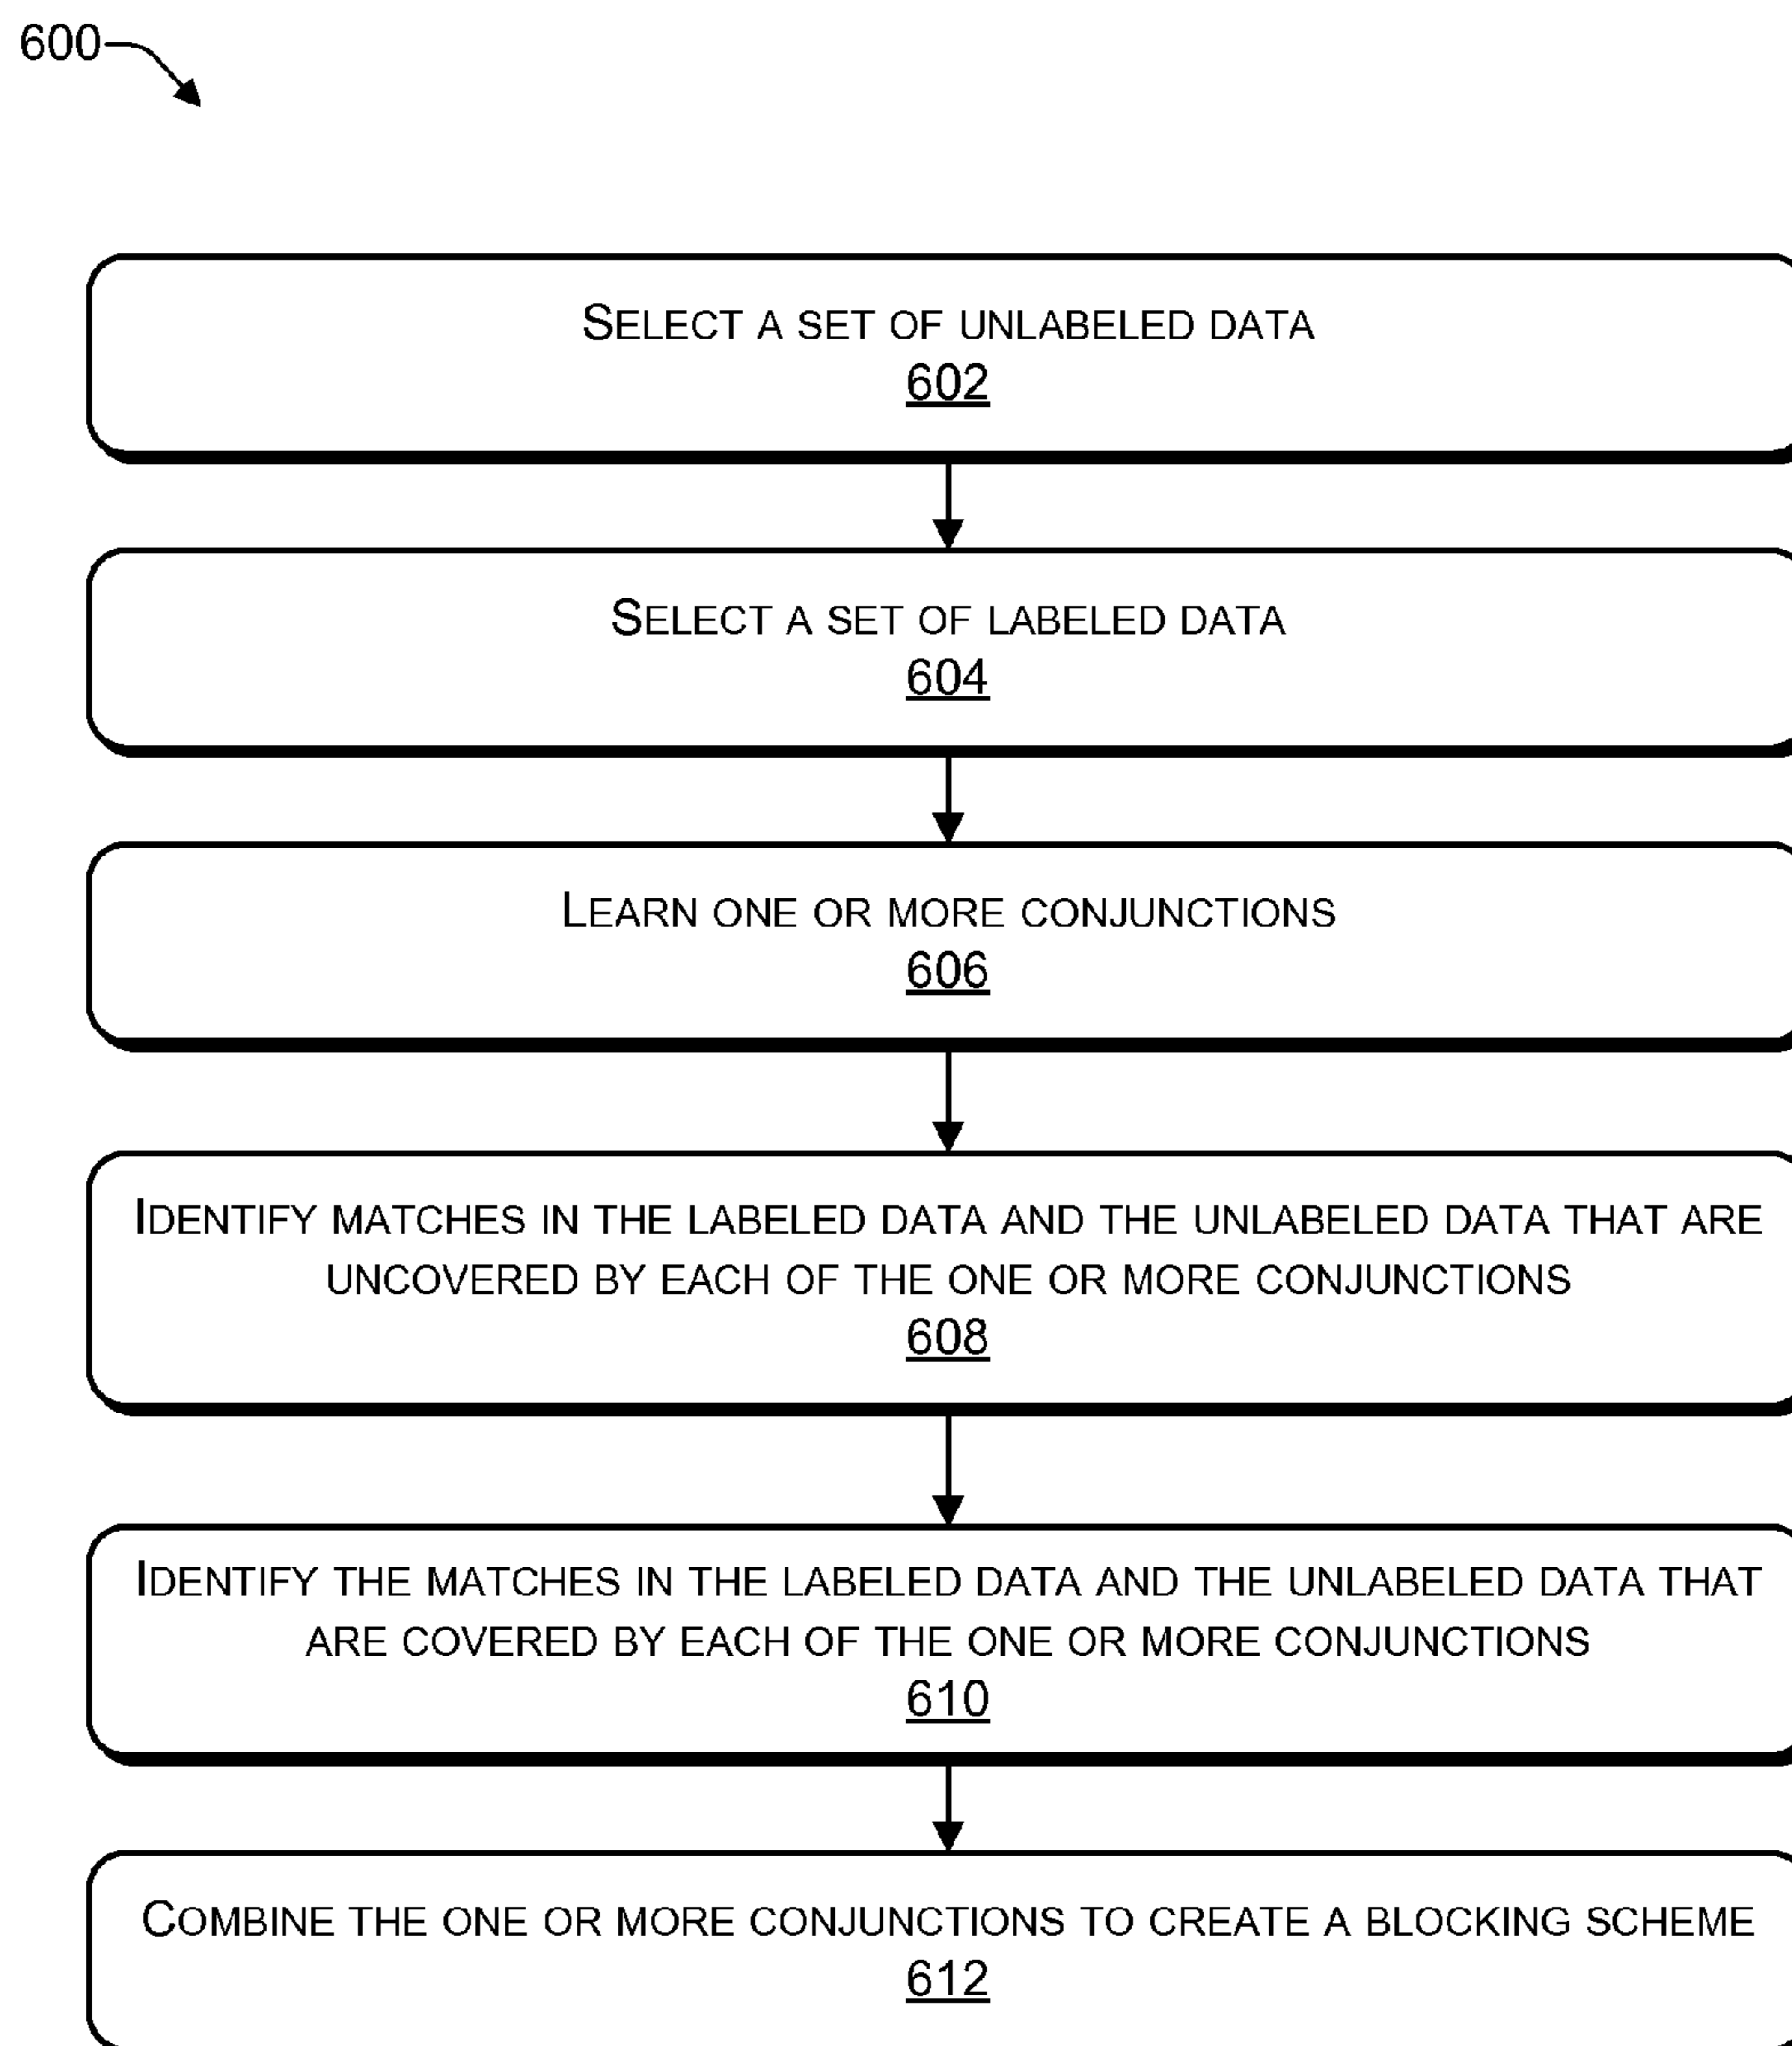 600
SELECT A SET OF UNLABELED DATA
602
SELECT A SET OF LABELED DATA
604
LEARN ONE OR MORE CONJUNCTIONS
606
IDENTIFY MATCHES IN THE LABELED DATA AND THE UNLABELED DATA THAT ARE
UNCOVERED BY EACH OF THE ONE OR MORE CONJUNCTIONS
608
IDENTIFY THE MATCHES IN THE LABELED DATA AND THE UNLABELED DATA THAT
ARE COVERED BY EACH OF THE ONE OR MORE CONJUNCTIONS
610
COMBINE THE ONE OR MORE CONJUNCTIONS TO CREATE A BLOCKING SCHEME
612